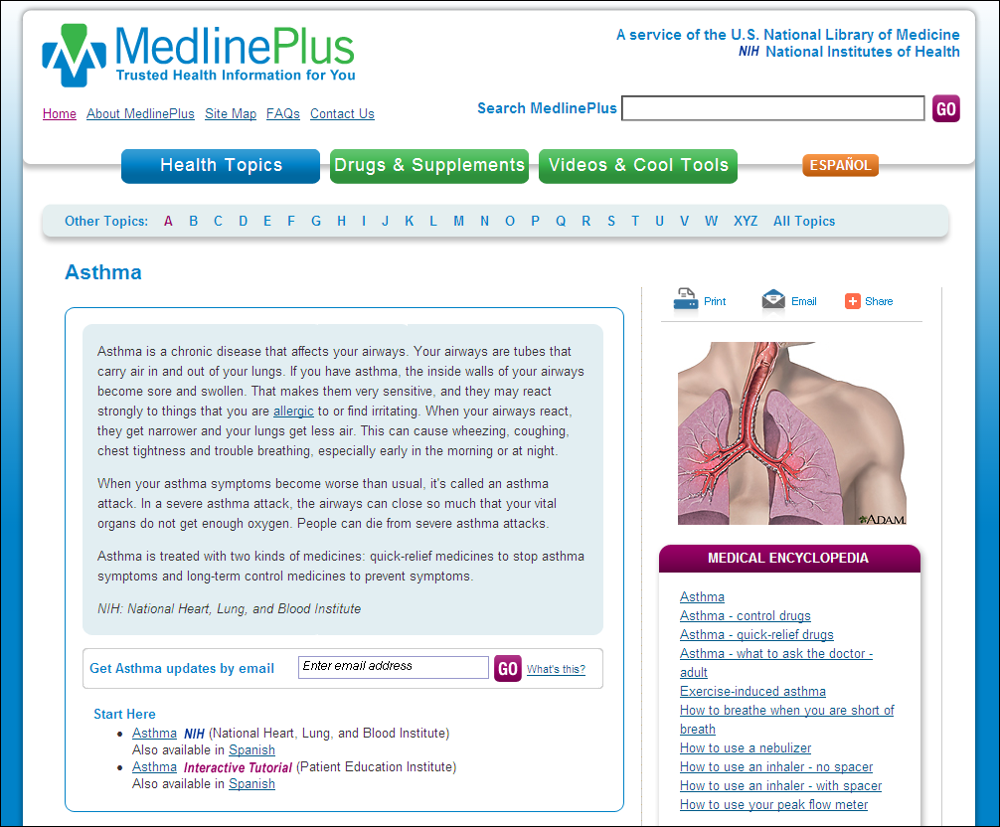 MedlinePlus
Trusted Health Information for You
A service of the U.S. National Library of Medicine
NIH National Institutes of Health
Home About MedlinePlus Site Map FAQs Contact Us
Search MedlinePlus GO
Health Topics Drugs & Supplements Videos & Cool Tools ESPAÑOL
Other Topics: A B C D E F G H I J K L M N O P Q R S T U V W XYZ All Topics
Asthma
Asthma is a chronic disease that affects your airways. Your airways are tubes that
carry air in and out of your lungs. If you have asthma, the inside walls of your airways
become sore and swollen. That makes them very sensitive, and they may react
strongly to things that you are allergic to or find irritating. When your airways react,
they get narrower and your lungs get less air. This can cause wheezing, coughing,
chest tightness and trouble breathing, especially early in the morning or at night.
When your asthma symptoms become worse than usual, it's called an asthma
attack. In a severe asthma attack, the airways can close so much that your vital
organs do not get enough oxygen. People can die from severe asthma attacks.
Asthma is treated with two kinds of medicines: quick-relief medicines to stop asthma
symptoms and long-term control medicines to prevent symptoms.
NIH: National Heart, Lung, and Blood Institute
Get Asthma updates by email Enter email address GO What's this?
Start Here
Asthma NIH (National Heart, Lung, and Blood Institute)
Also available in Spanish
Asthma Interactive Tutorial (Patient Education Institute)
Also available in Spanish
Print Email Share
ADAM.
MEDICAL ENCYCLOPEDIA
Asthma
Asthma - control drugs
Asthma - quick-relief drugs
Asthma - what to ask the doctor -
adult
Exercise-induced asthma
How to breathe when you are short of
breath
How to use a nebulizer
How to use an inhaler - no spacer
How to use an inhaler - with spacer
How to use your peak flow meter